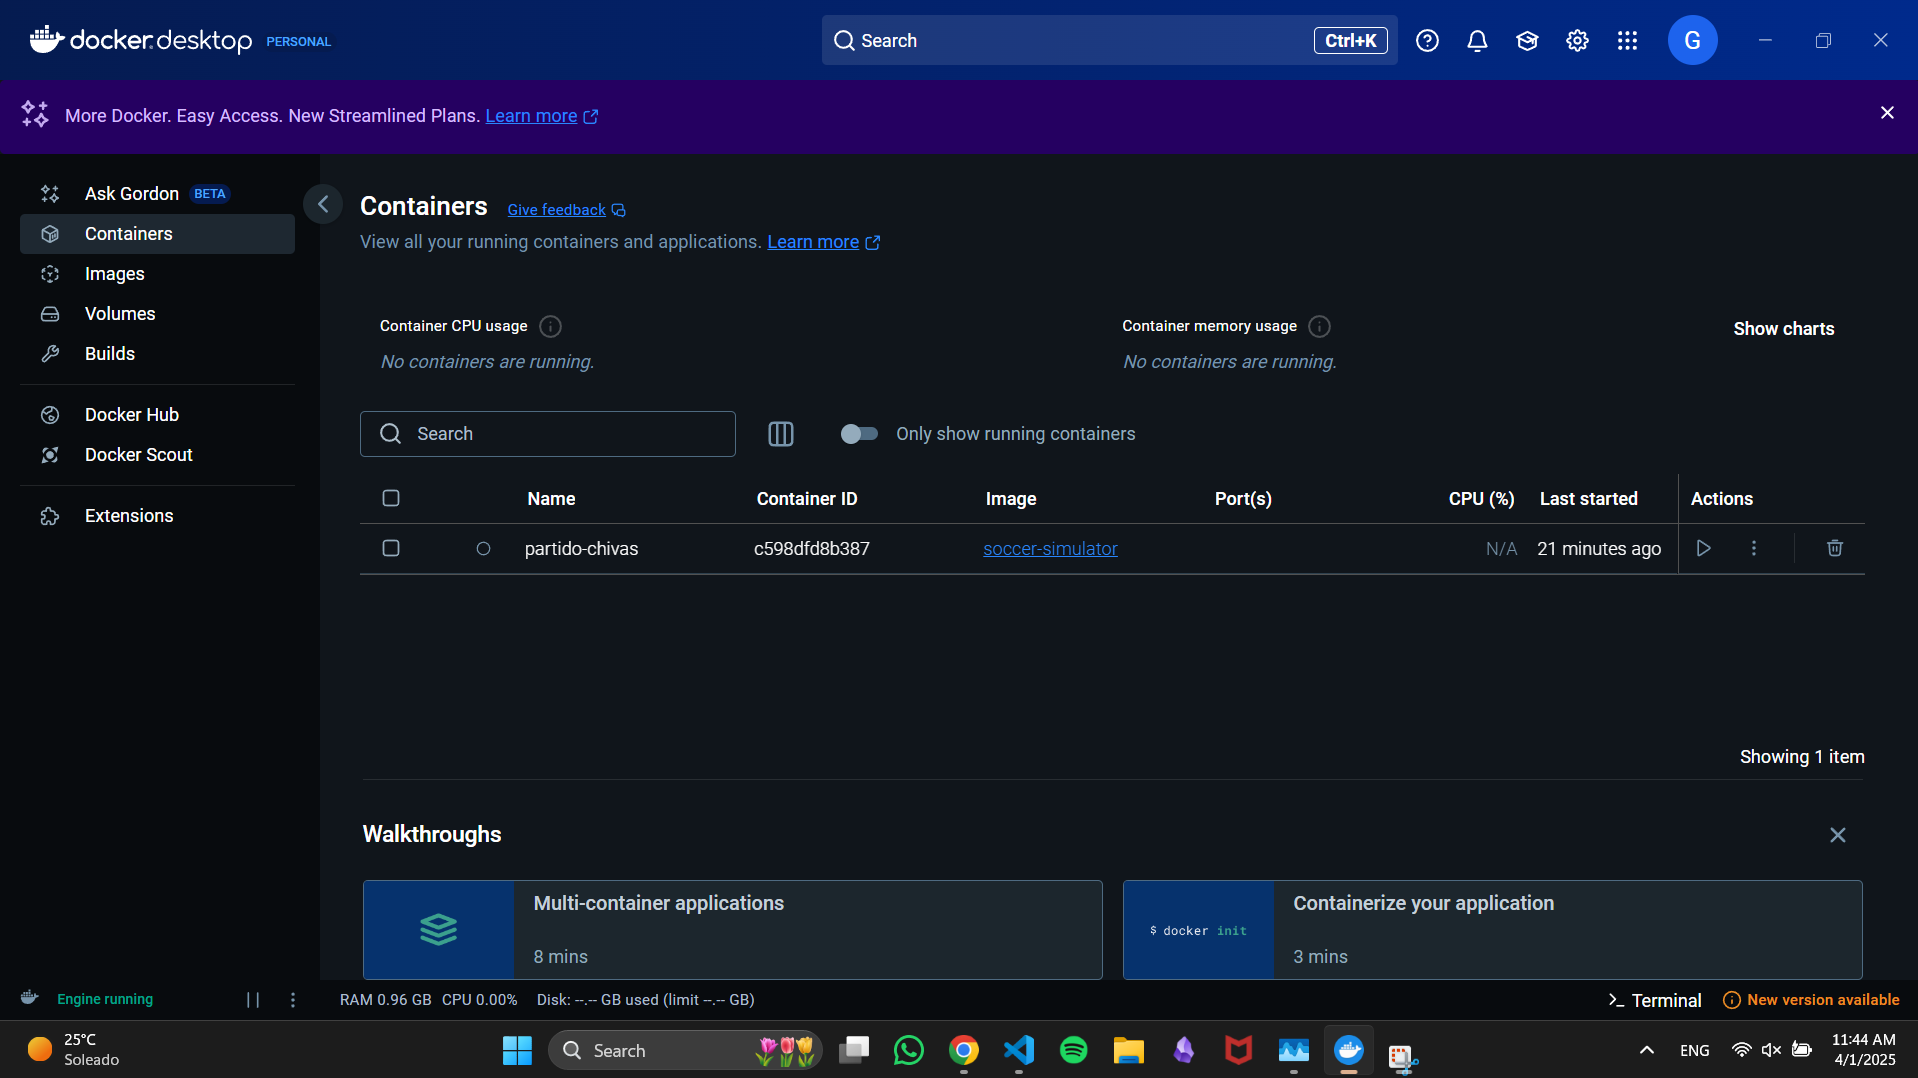 docker.desktop PERSONAL
Search Ctrl+K
G
More Docker. Easy Access. New Streamlined Plans. Learn more
Ask Gordon BETA
Containers
Images
Volumes
Builds
Docker Hub
Docker Scout
Extensions
Containers Give feedback
View all your running containers and applications. Learn more
Container CPU usage
No containers are running.
Container memory usage
No containers are running.
Show charts
Search
Only show running containers
Name Container ID Image Port(s) CPU (%) Last started Actions
partido-chivas c598dfd8b387 soccer-simulator N/A 21 minutes ago
Showing 1 item
Walkthroughs
Multi-container applications
8 mins
$ docker init
Containerize your application
3 mins
Engine running
RAM 0.96 GB CPU 0.00% Disk: --.-- GB used (limit --.-- GB)
Terminal
New version available
25°C
Soleado
Search
ENG
11:44 AM
4/1/2025